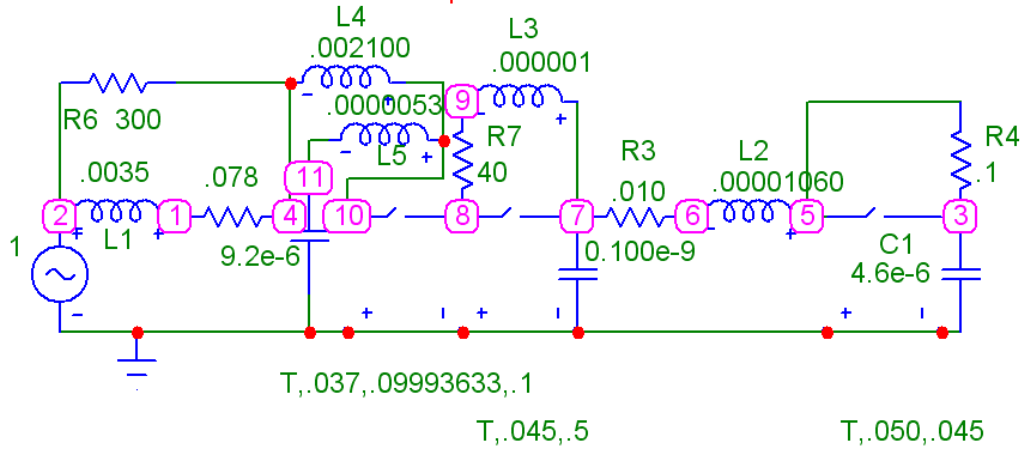 L4
.002100
L3
.000001
.0000053
9
R6 300
R7
40
L5
11
.0035
.078
R3
.010
L2
.00001060
R4
.1
2
1
4
10
8
7
6
5
3
L1
1
9.2e-6
0.100e-9
C1
4.6e-6
T,.037,.09993633,.1
T,.045,.5
T,.050,.045